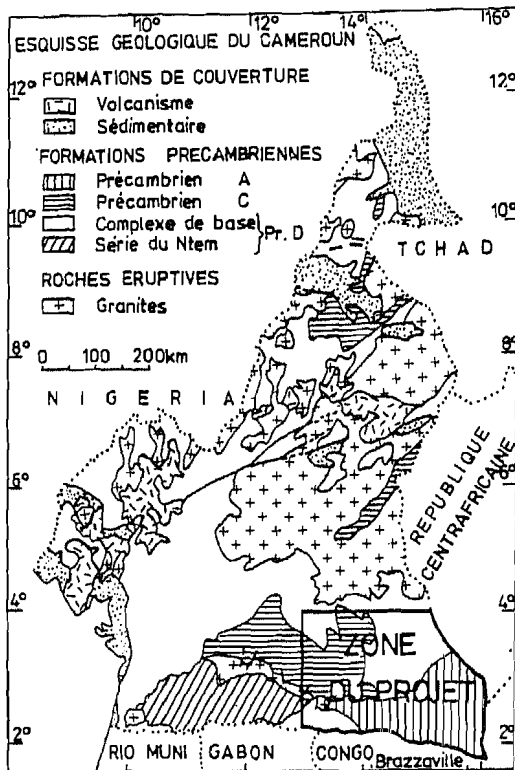 10° 12° 14° 16°
ESQUISSE GEOLOGIQUE DU CAMEROUN
FORMATIONS DE COUVERTURE
12° 12°
Volcanisme
Sédimentaire
FORMATIONS PRECAMBRIENNES
Précambrien A
Précambrien C
10° 10°
Complexe de base
Série du Ntem
Pr. D
TCHAD
ROCHES ERUPTIVES
Granites
0 100 200km
8° 8°
NIGERIA
REPUBLIQUE
CENTRAFRICAINE
6° 6°
4° 4°
ZONE
DU PROJET
2° 2°
RIO MUNI GABON CONGO Brazzaville